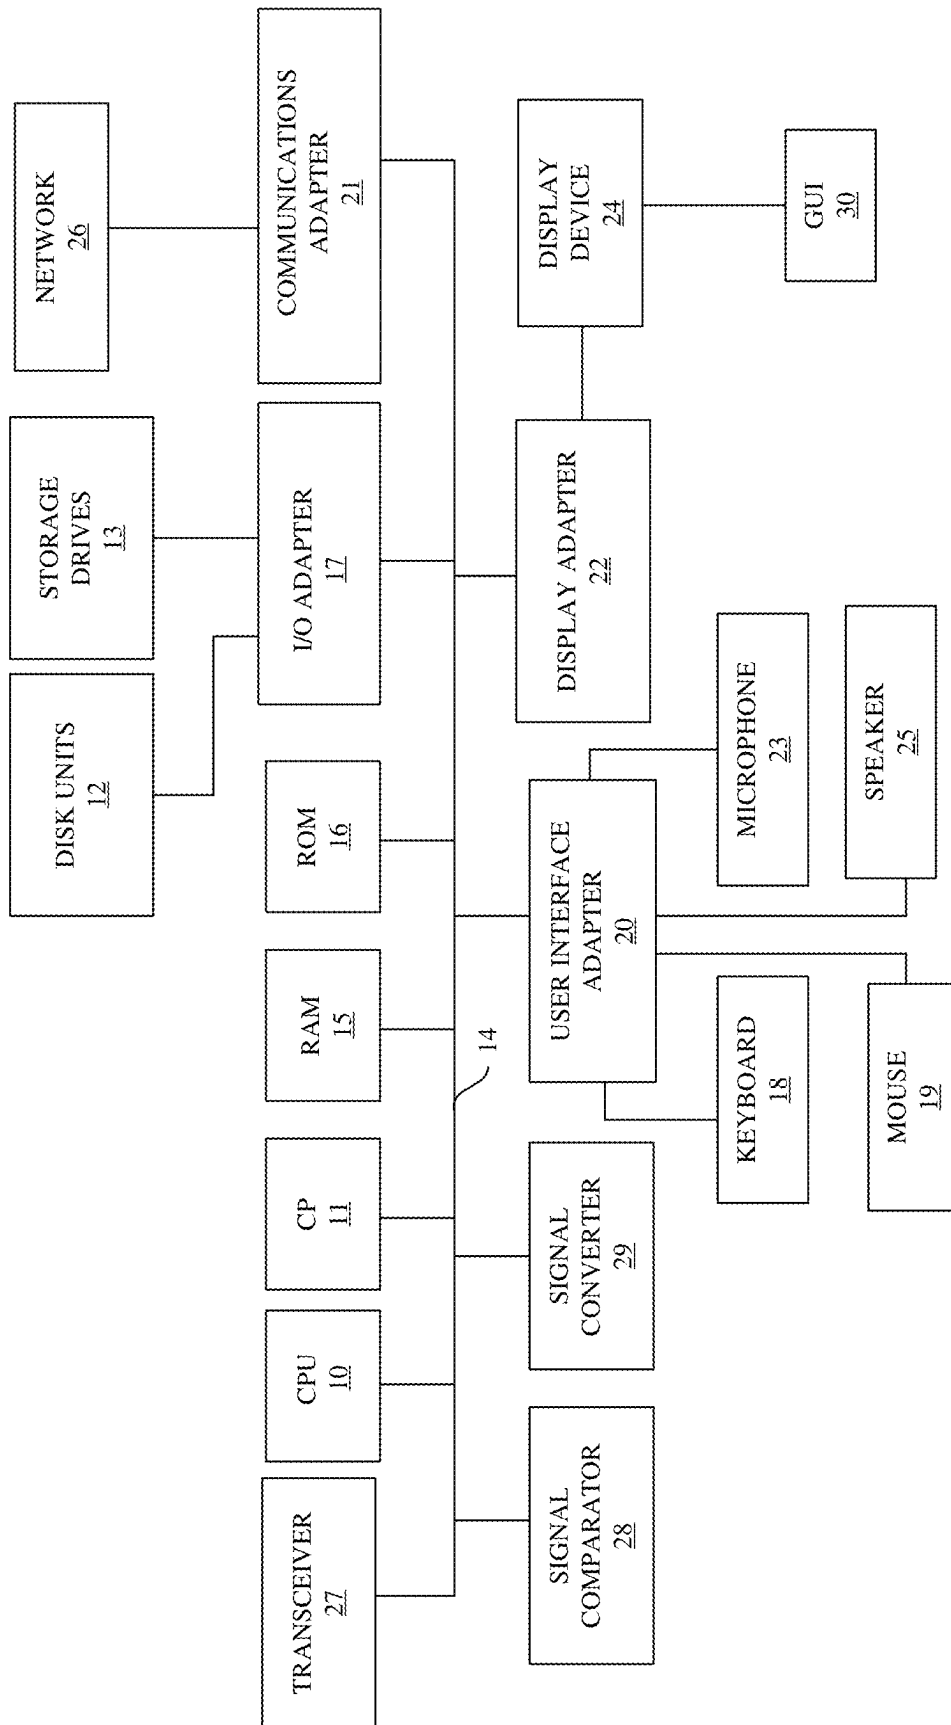 DISK UNITS
12
STORAGE
DRIVES
13
NETWORK
26
TRANSCEIVER
27
CPU
10
CP
11
RAM
15
ROM
16
I/O ADAPTER
17
COMMUNICATIONS
ADAPTER
21
14
SIGNAL
COMPARATOR
28
SIGNAL
CONVERTER
29
USER INTERFACE
ADAPTER
20
DISPLAY ADAPTER
22
DISPLAY
DEVICE
24
KEYBOARD
18
MICROPHONE
23
GUI
30
MOUSE
19
SPEAKER
25